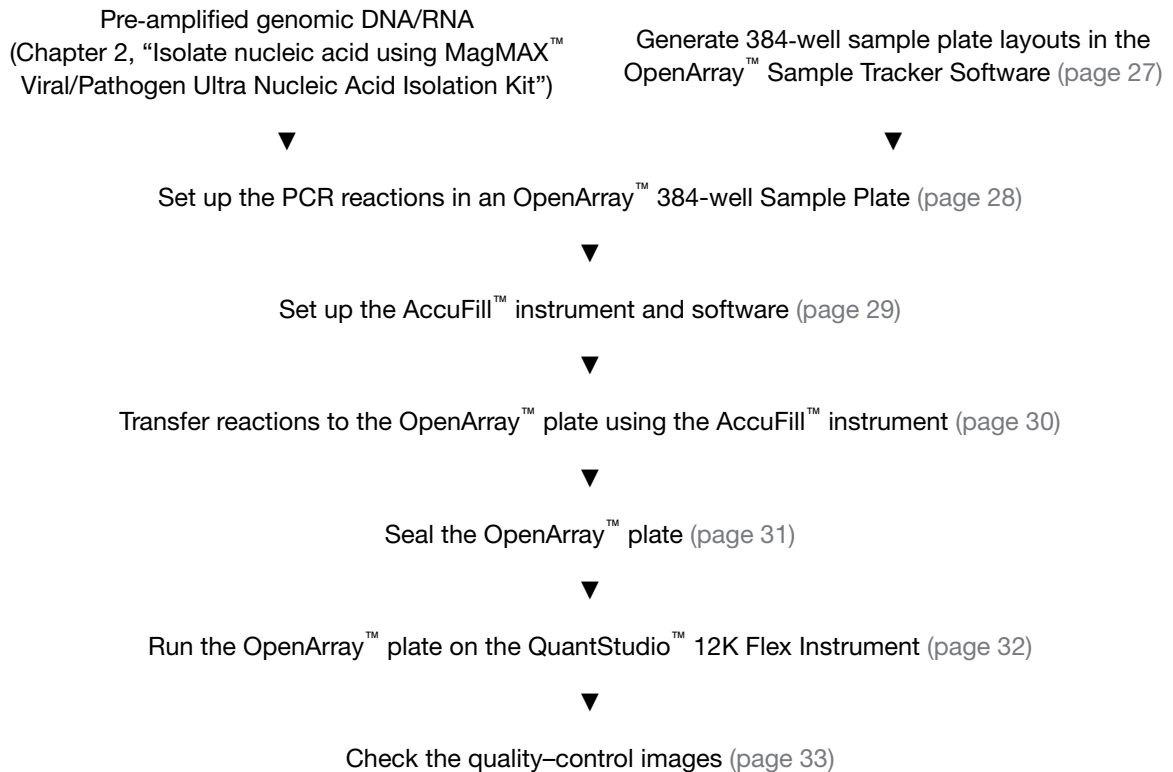 Pre-amplified genomic DNA/RNA
(Chapter 2, “Isolate nucleic acid using MagMAX™
Viral/Pathogen Ultra Nucleic Acid Isolation Kit”)
Generate 384-well sample plate layouts in the
OpenArray™ Sample Tracker Software (page 27)
Set up the PCR reactions in an OpenArray™ 384-well Sample Plate (page 28)
Set up the AccuFill™ instrument and software (page 29)
Transfer reactions to the OpenArray™ plate using the AccuFill™ instrument (page 30)
Seal the OpenArray™ plate (page 31)
Run the OpenArray™ plate on the QuantStudio™ 12K Flex Instrument (page 32)
Check the quality–control images (page 33)